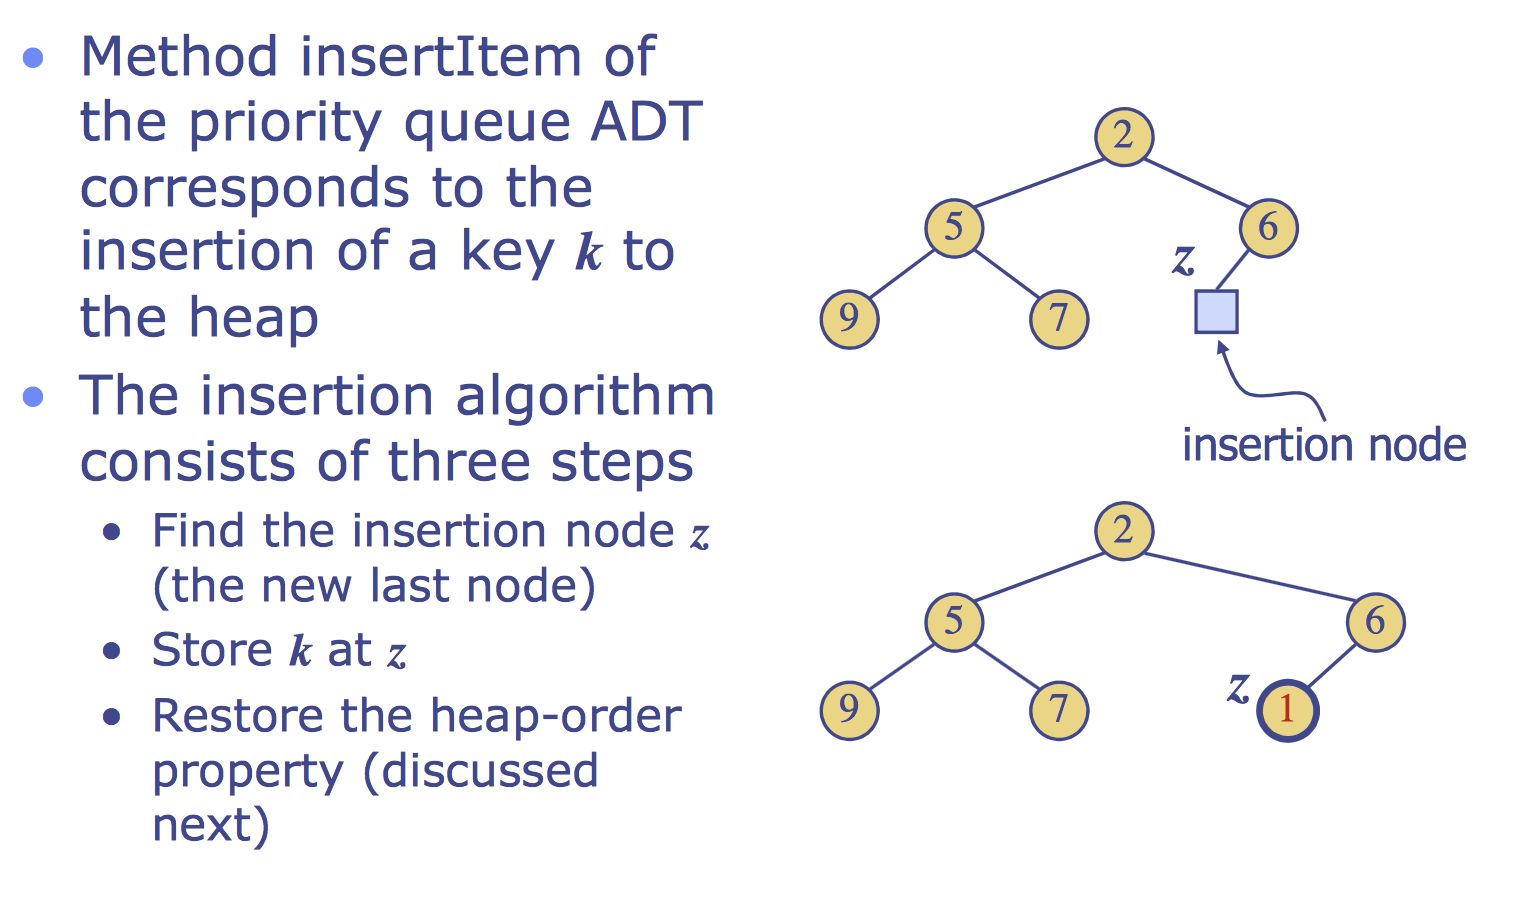 Method insertItem of
the priority queue ADT
corresponds to the
insertion of a key k to
the heap
The insertion algorithm
consists of three steps
Find the insertion node z
(the new last node)
Store k at z
Restore the heap-order
property (discussed
next)
2
5
6
z
9
7
insertion node
2
5
6
z
9
7
1